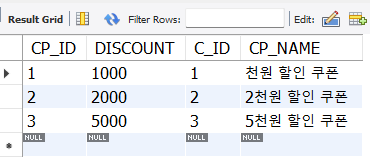 Result Grid Filter Rows: Edit:
CP_ID DISCOUNT C_ID CP_NAME
1 1000 1 천원 할인 쿠폰
2 2000 2 2천원 할인 쿠폰
3 5000 3 5천원 할인 쿠폰
NULL NULL NULL NULL